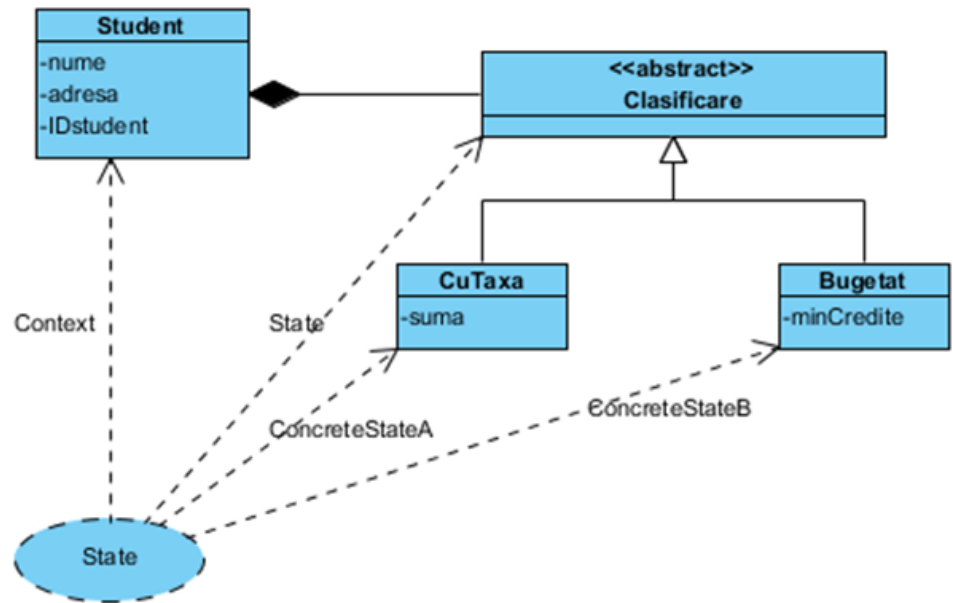 Student
-nume
-adresa
-IDstudent
<<abstract>>
Clasificare
CuTaxa
-suma
Bugetat
-minCredite
Context
State
ConcreteStateA
ConcreteStateB
State